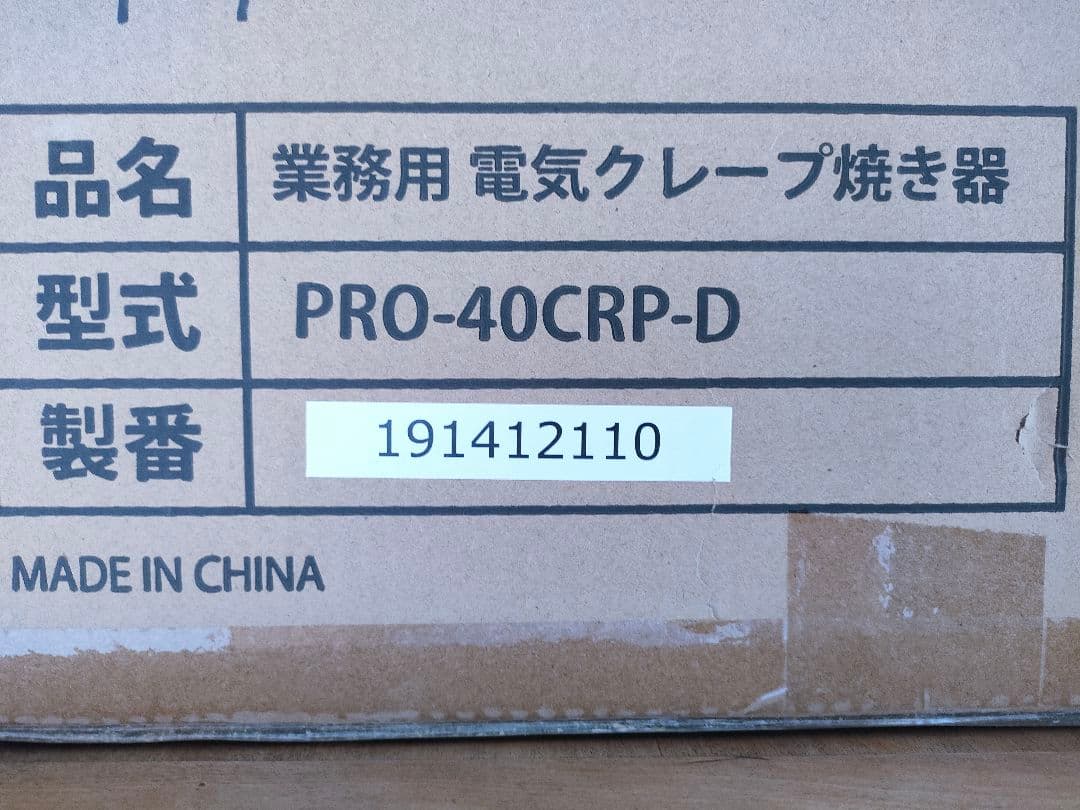 品名 業務用 電気クレープ焼き器
型式 PRO-40CRP-D
製番 191412110
MADE IN CHINA